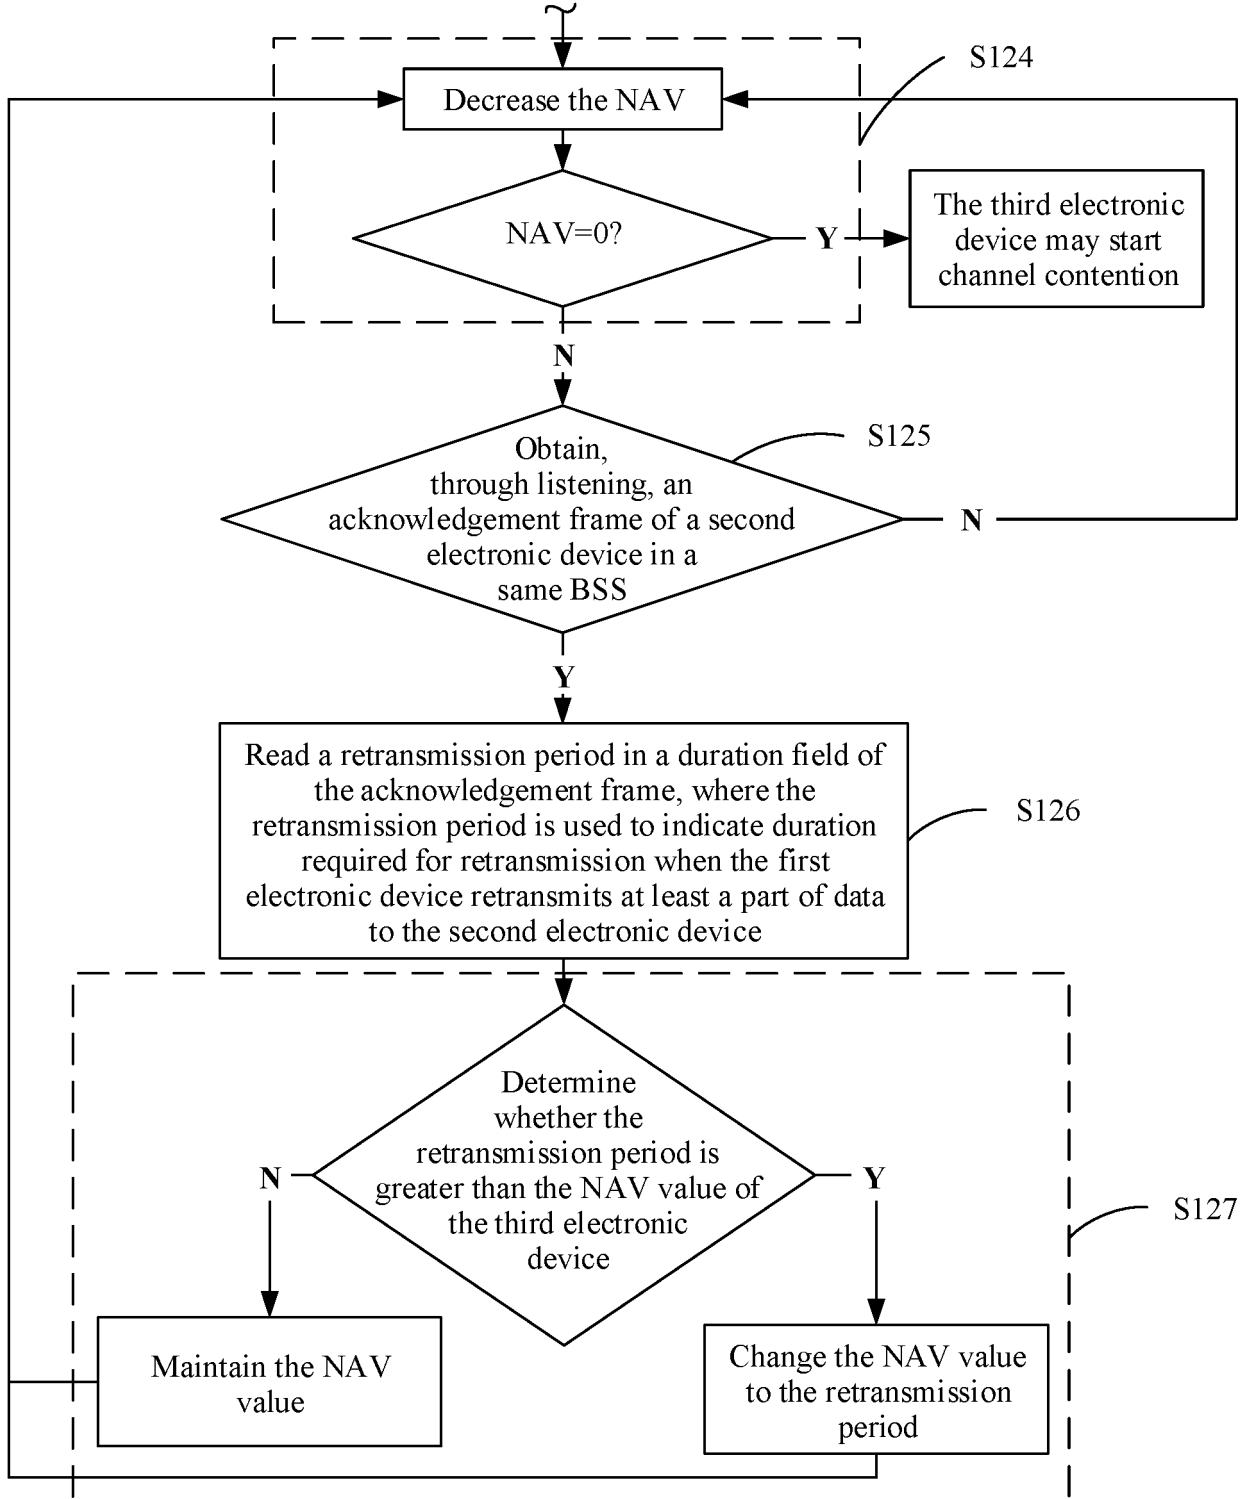 S124
Decrease the NAV
NAV=0?
Y
The third electronic
device may start
channel contention
N
S125
Obtain,
through listening, an
acknowledgement frame of a second
electronic device in a
same BSS
N
Y
Read a retransmission period in a duration field of
the acknowledgement frame, where the
retransmission period is used to indicate duration
required for retransmission when the first
electronic device retransmits at least a part of data
to the second electronic device
S126
Determine
whether the
retransmission period is
greater than the NAV value of
the third electronic
device
N
Y
S127
Maintain the NAV
value
Change the NAV value
to the retransmission
period